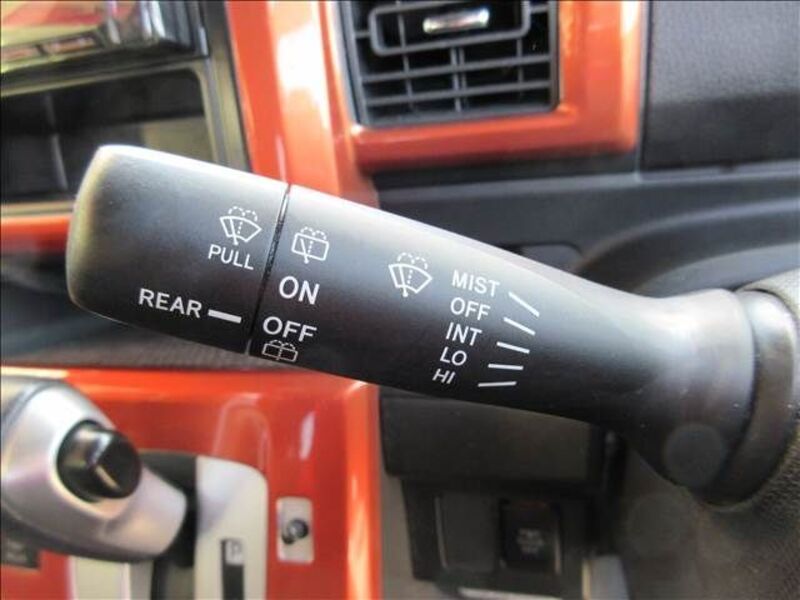 PULL
REAR
ON
OFF
MIST
OFF
INT
LO
HI
P